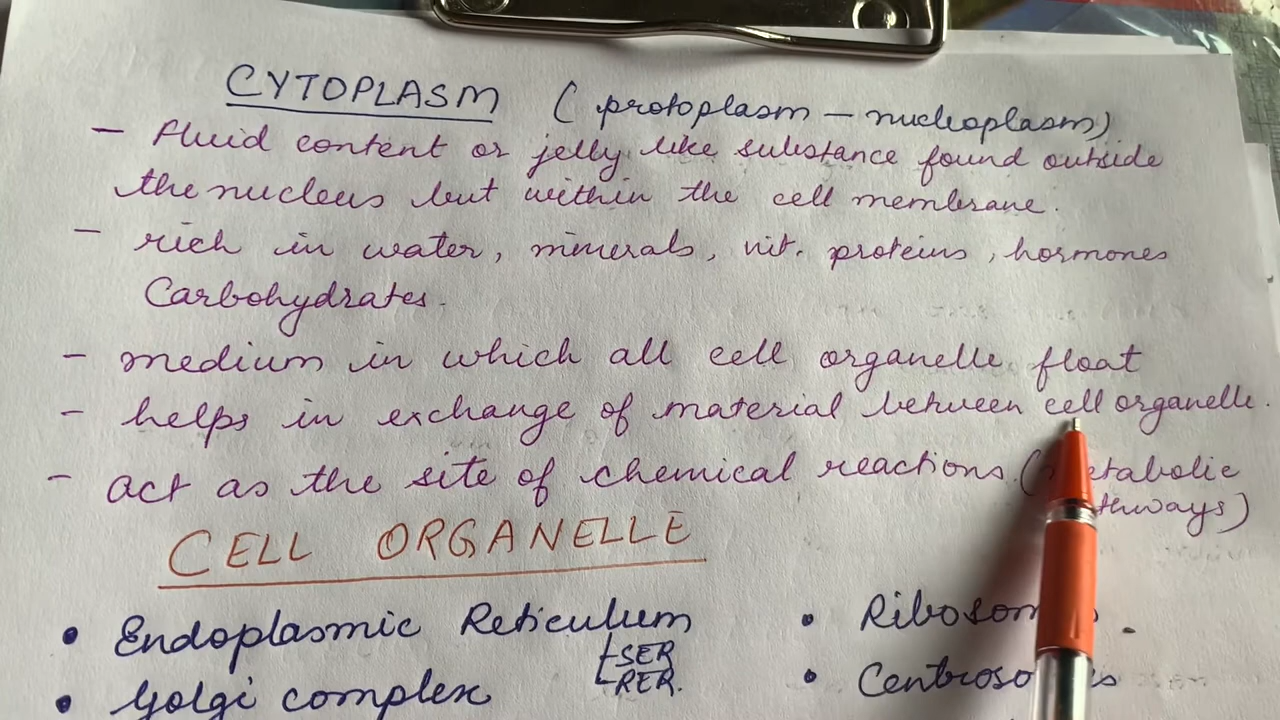 CYTOPLASM (protoplasm - nucleoplasm)
- Fluid content or jelly like substance found outside
the nucleus but within the cell membrane.
- rich in water, minerals, vit. proteins, hormones
Carbohydrates.
- medium in which all cell organelle float
- helps in exchange of material between cell organelle.
- act as the site of chemical reactions. (
CELL ORGANELLE
• Endoplasmic Reticulum
SER
RER.
• Golgi complex
•
•